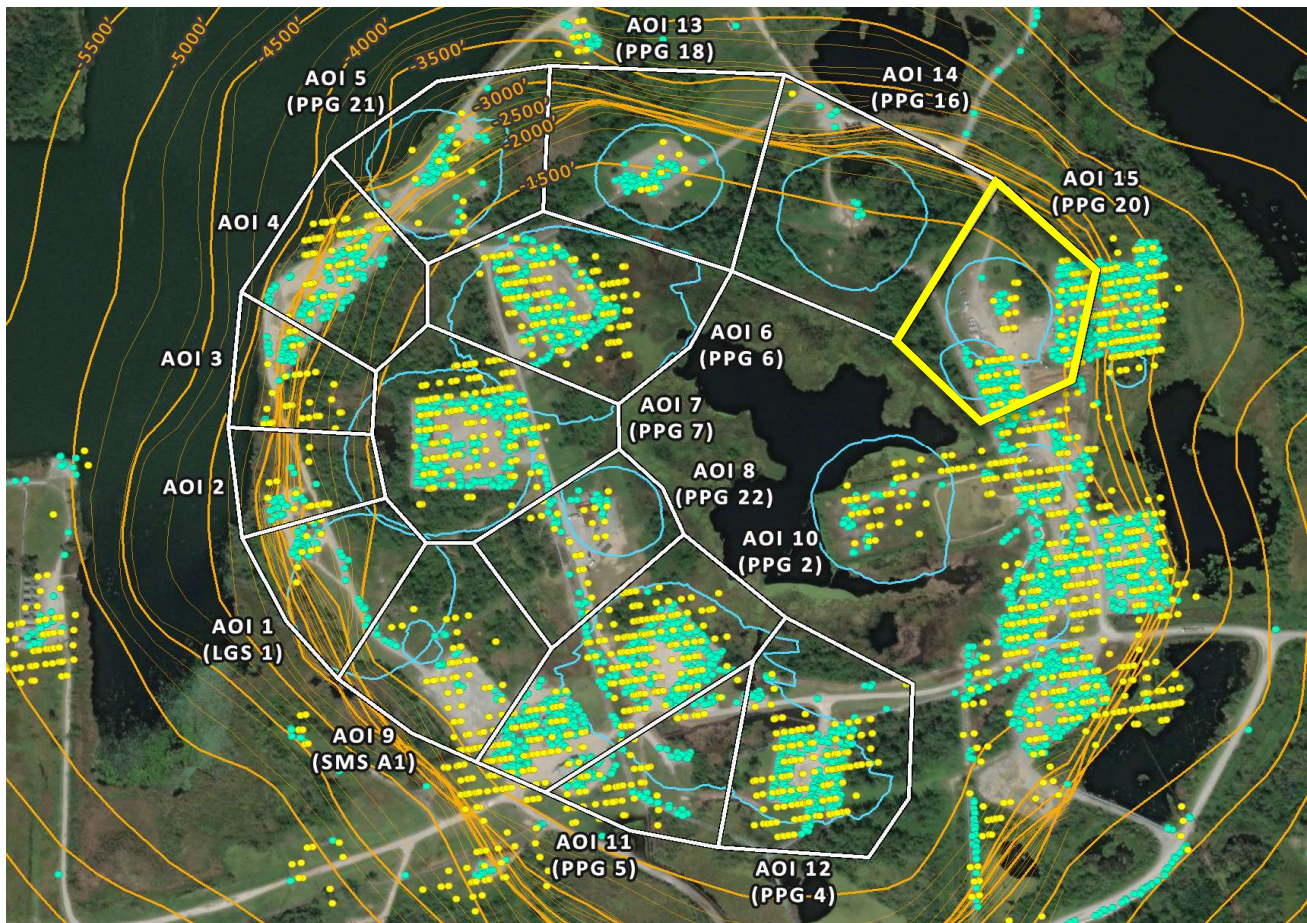 -5500'
-5000'
-4500'
-4000'
-3500'
-3000'
-2500'
-2000'
-1500'
AOI 13
(PPG 18)
AOI 14
(PPG 16)
AOI 5
(PPG 21)
AOI 15
(PPG 20)
AOI 4
AOI 3
AOI 6
(PPG 6)
AOI 7
(PPG 7)
AOI 2
AOI 8
(PPG 22)
AOI 10
(PPG 2)
AOI 1
(LGS 1)
AOI 9
(SMS A1)
AOI 11
(PPG 5)
AOI 12
(PPG 4)